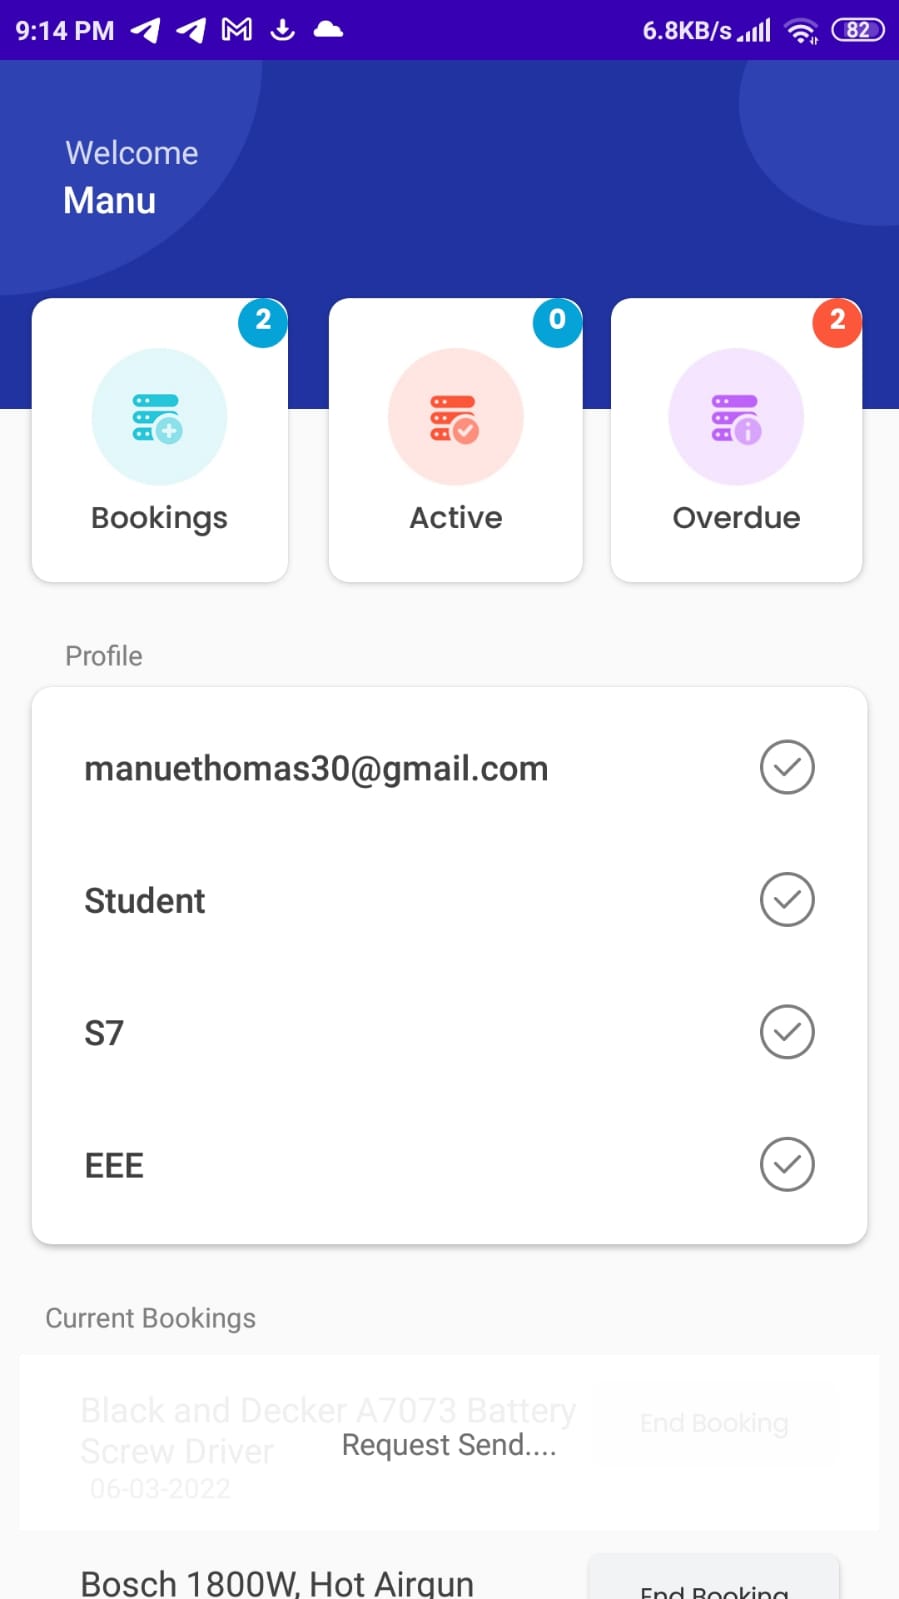 9:14 PM
6.8KB/s
82
Welcome
Manu
2
0
2
Bookings
Active
Overdue
Profile
manuethomas30@gmail.com
Student
S7
EEE
Current Bookings
Black and Decker A7073 Battery
Screw Driver
End Booking
Request Send....
06-03-2022
Bosch 1800W, Hot Airgun
End Booking